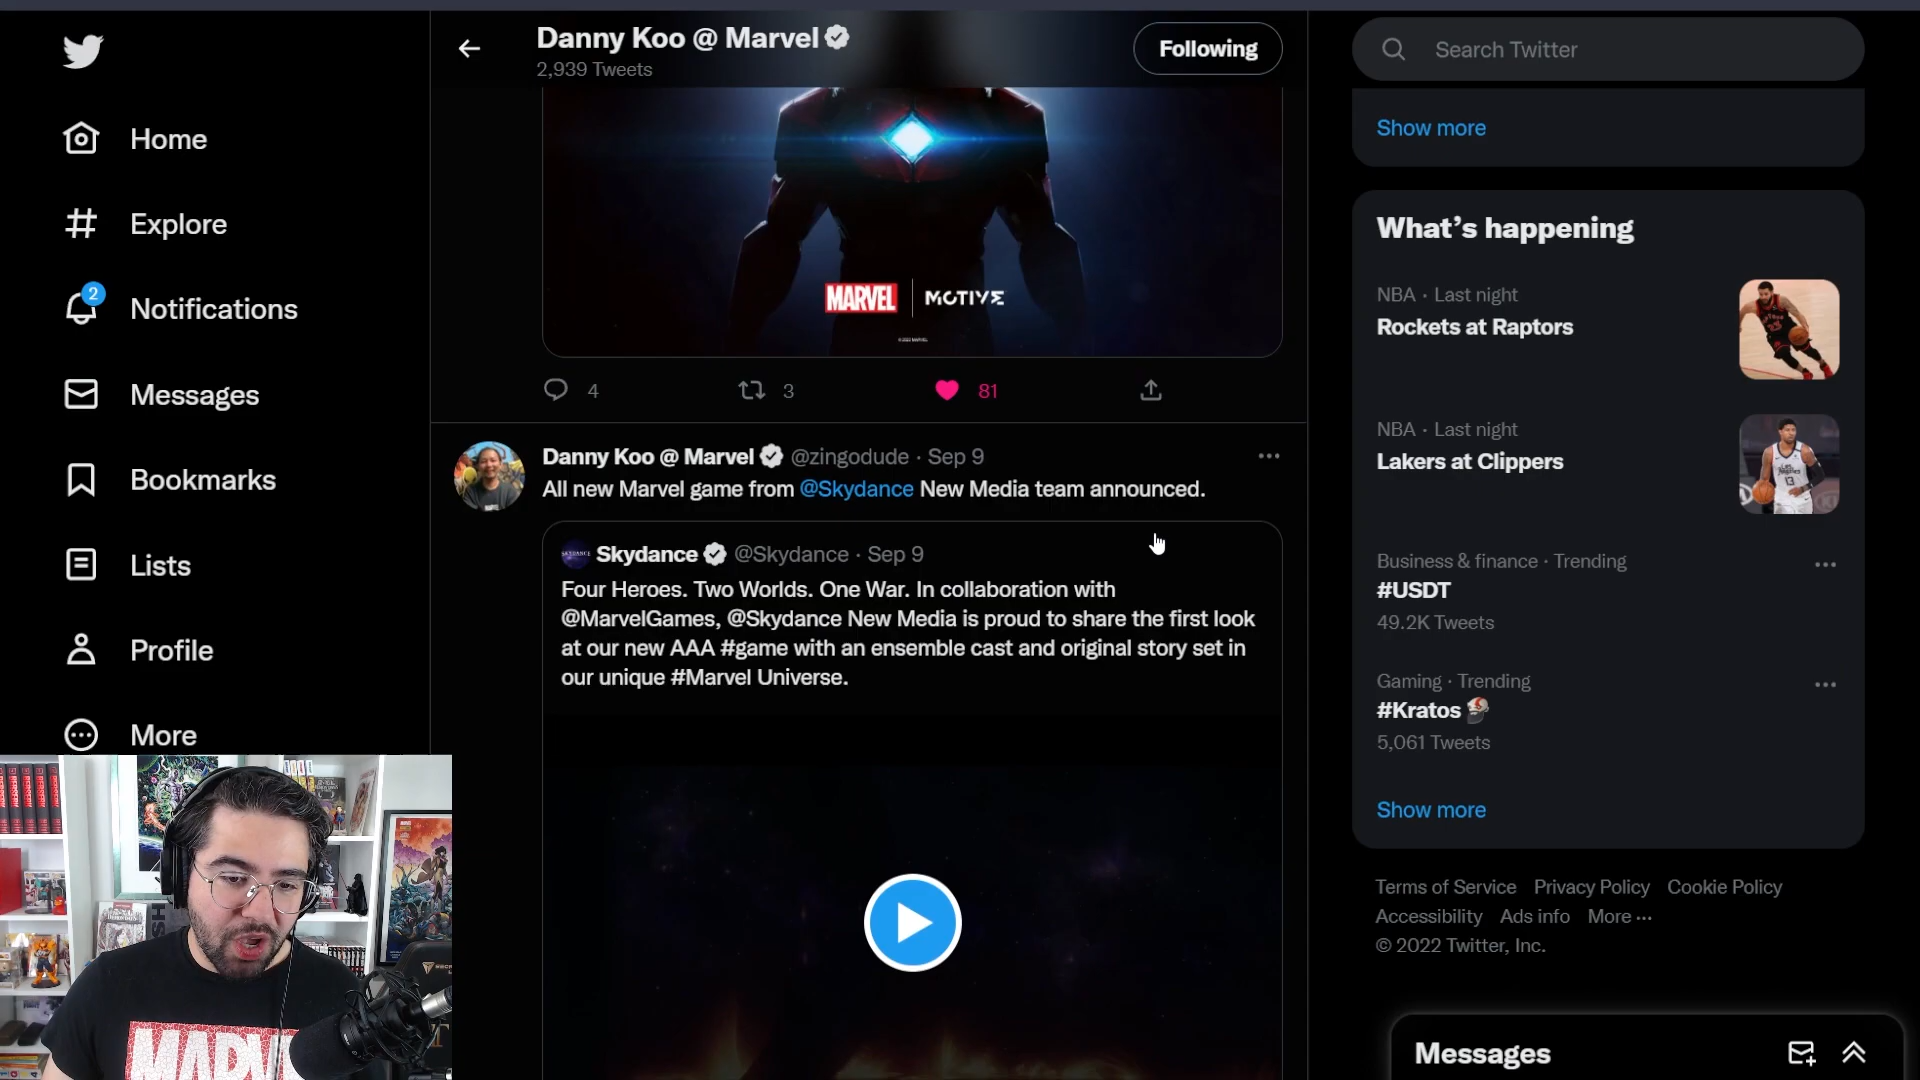 Danny Koo @ Marvel
2,939 Tweets
Following
Home
Explore
2
Notifications
Messages
Bookmarks
Lists
Profile
More
MARVEL | MOTIVE
4
3
81
Danny Koo @ Marvel @zingodude · Sep 9
All new Marvel game from @Skydance New Media team announced.
Skydance @Skydance · Sep 9
Four Heroes. Two Worlds. One War. In collaboration with
@MarvelGames, @Skydance New Media is proud to share the first look
at our new AAA #game with an ensemble cast and original story set in
our unique #Marvel Universe.
Search Twitter
Show more
What's happening
NBA · Last night
Rockets at Raptors
NBA · Last night
Lakers at Clippers
Business & finance · Trending
#USDT
49.2K Tweets
Gaming · Trending
#Kratos
5,061 Tweets
Show more
Terms of Service Privacy Policy Cookie Policy
Accessibility Ads info More ···
© 2022 Twitter, Inc.
Messages